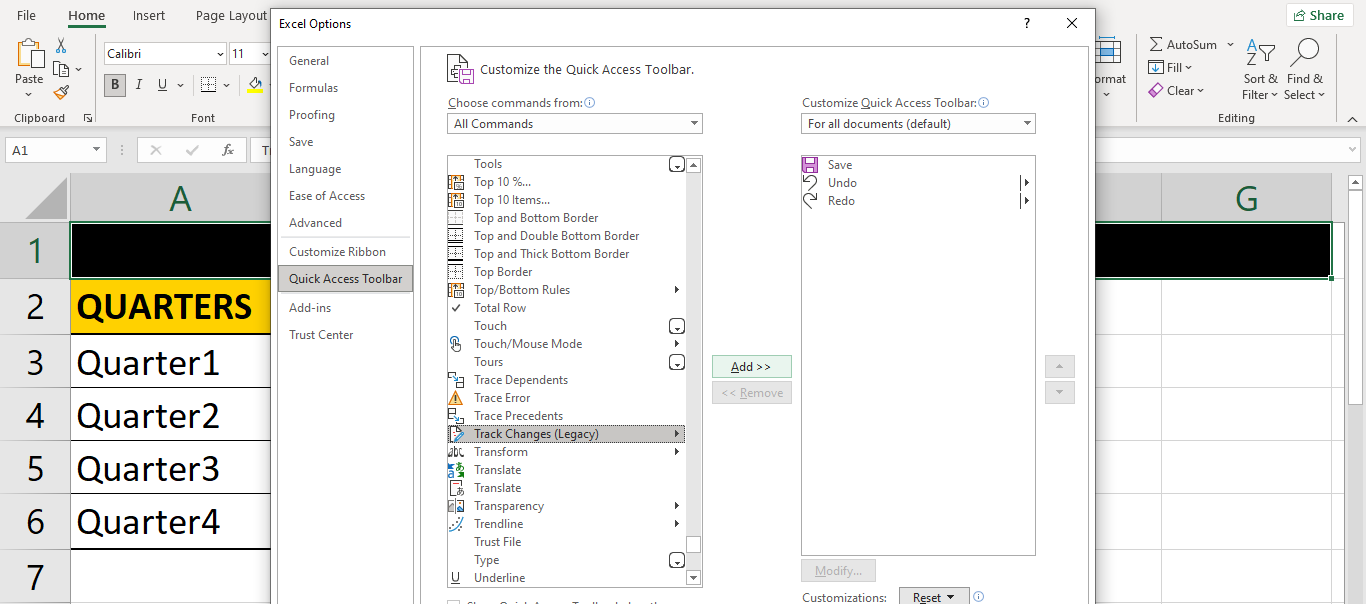 File Home Insert Page Layout
Share
Excel Options
?
Calibri 11
Paste
B I U
Clipboard Font
AutoSum
Fill
Clear
Sort & Filter
Find & Select
Editing
A1 fx
General
Formulas
Proofing
Save
Language
Ease of Access
Advanced
Customize Ribbon
Quick Access Toolbar
Add-ins
Trust Center
Customize the Quick Access Toolbar.
Choose commands from:
All Commands
Tools
Top 10 %...
Top 10 Items...
Top and Bottom Border
Top and Double Bottom Border
Top and Thick Bottom Border
Top Border
Top/Bottom Rules
Total Row
Touch
Touch/Mouse Mode
Tours
Trace Dependents
Trace Error
Trace Precedents
Track Changes (Legacy)
Transform
Translate
Translate
Transparency
Trendline
Trust File
Type
Underline
Add >>
<< Remove
Customize Quick Access Toolbar:
For all documents (default)
Save
Undo
Redo
Modify...
Customizations: Reset
A G
1
2 QUARTERS
3 Quarter1
4 Quarter2
5 Quarter3
6 Quarter4
7